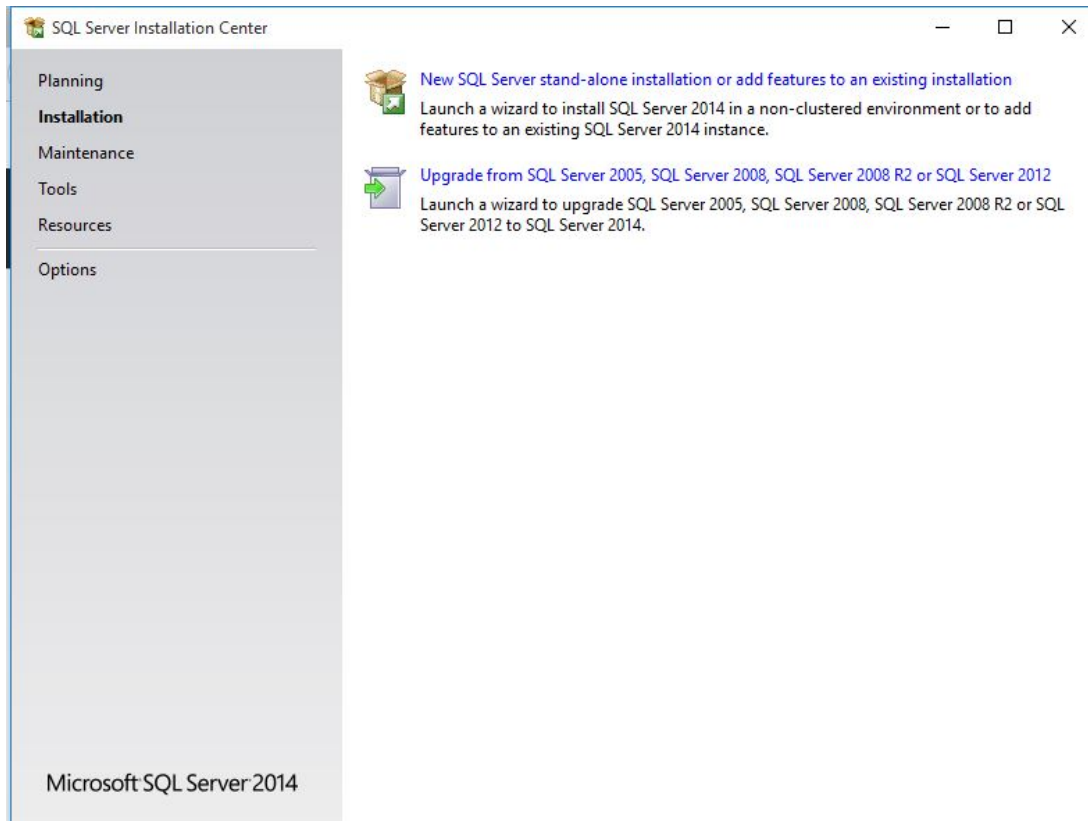 SQL Server Installation Center
Planning
Installation
Maintenance
Tools
Resources
Options
New SQL Server stand-alone installation or add features to an existing installation
Launch a wizard to install SQL Server 2014 in a non-clustered environment or to add
features to an existing SQL Server 2014 instance.
Upgrade from SQL Server 2005, SQL Server 2008, SQL Server 2008 R2 or SQL Server 2012
Launch a wizard to upgrade SQL Server 2005, SQL Server 2008, SQL Server 2008 R2 or SQL
Server 2012 to SQL Server 2014.
Microsoft SQL Server 2014